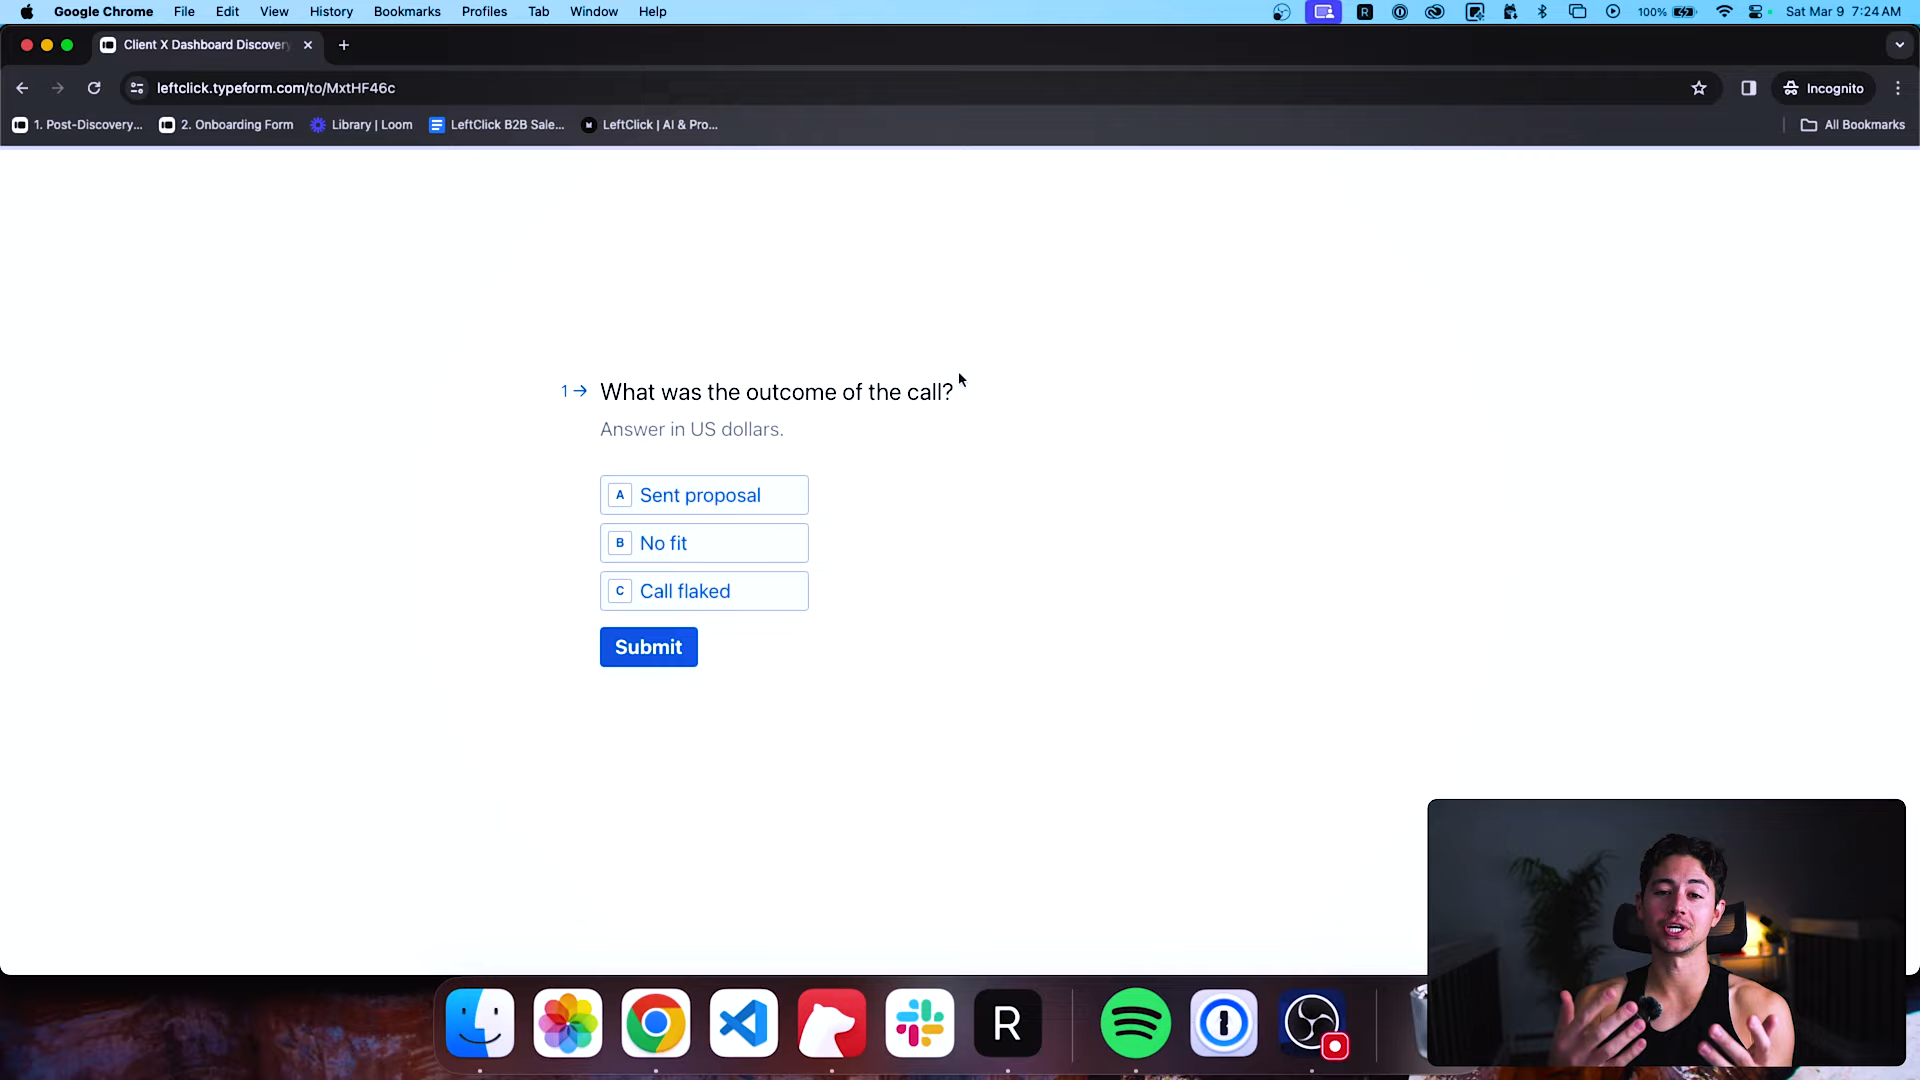 Google Chrome File Edit View History Bookmarks Profiles Tab Window Help
R
100%
Sat Mar 9 7:24 AM
Client X Dashboard Discovery
leftclick.typeform.com/to/MxtHF46c
Incognito
1. Post-Discovery...
2. Onboarding Form
Library | Loom
LeftClick B2B Sale...
LeftClick | AI & Pro...
All Bookmarks
1 What was the outcome of the call?
Answer in US dollars.
A Sent proposal
B No fit
C Call flaked
Submit
R